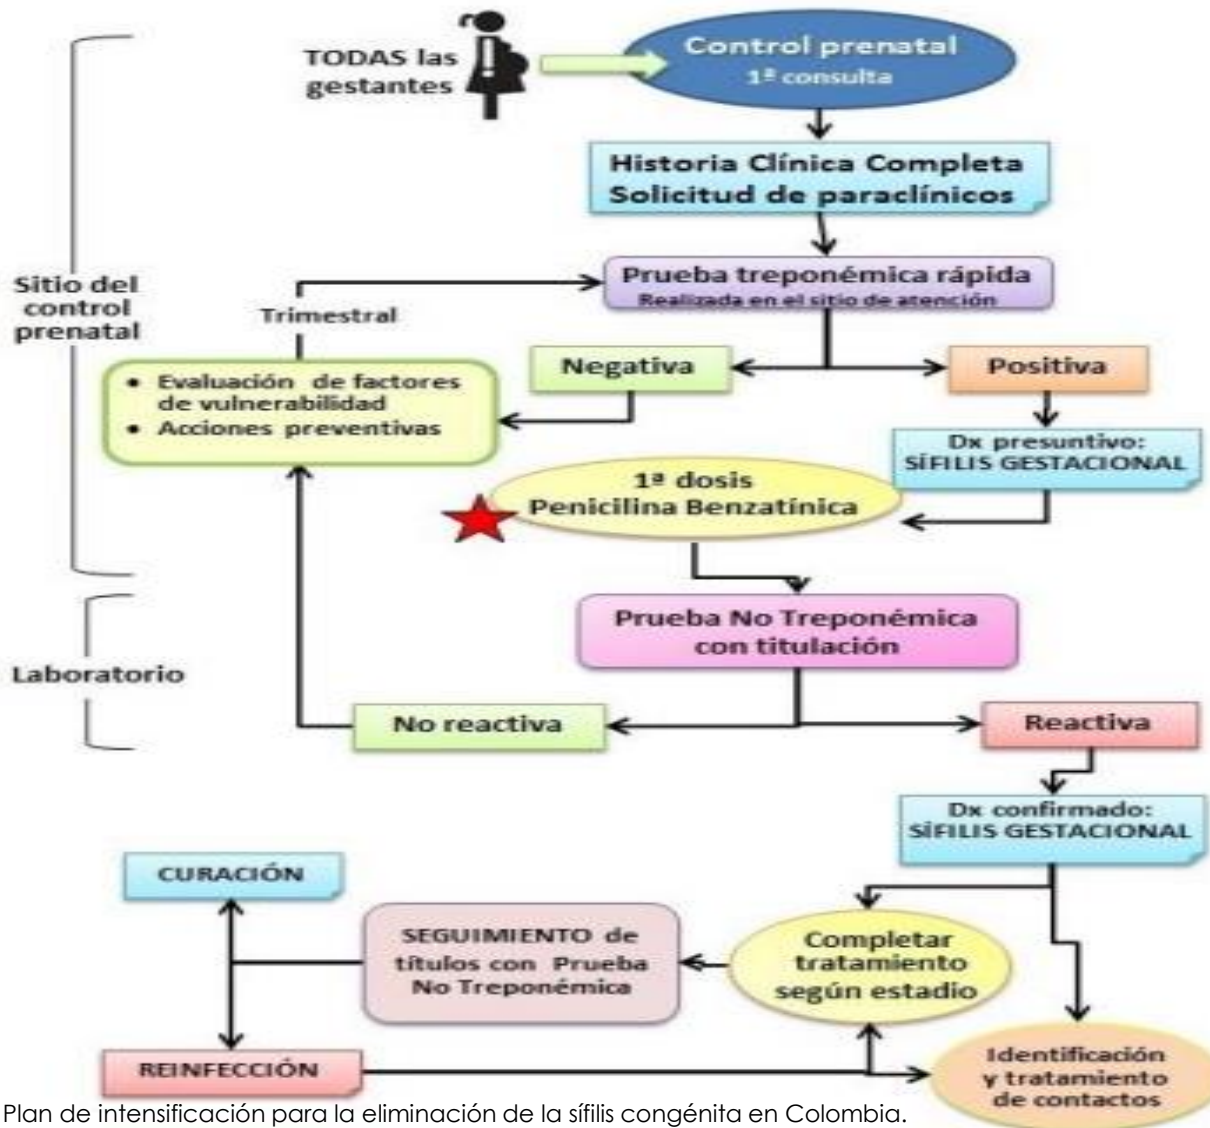 TODAS las
gestantes
Control prenatal
1ª consulta
Historia Clínica Completa
Solicitud de paraclínicos
Sitio del
control
prenatal
Prueba treponémica rápida
Realizada en el sitio de atención
Trimestral
Negativa
Positiva
• Evaluación de factores
de vulnerabilidad
• Acciones preventivas
Dx presuntivo:
SÍFILIS GESTACIONAL
1ª dosis
Penicilina Benzatínica
Laboratorio
Prueba No Treponémica
con titulación
No reactiva
Reactiva
Dx confirmado:
SÍFILIS GESTACIONAL
CURACIÓN
SEGUIMIENTO de
títulos con Prueba
No Treponémica
Completar
tratamiento
según estadio
REINFECCIÓN
Identificación
y tratamiento
de contactos
Plan de intensificación para la eliminación de la sífilis congénita en Colombia.